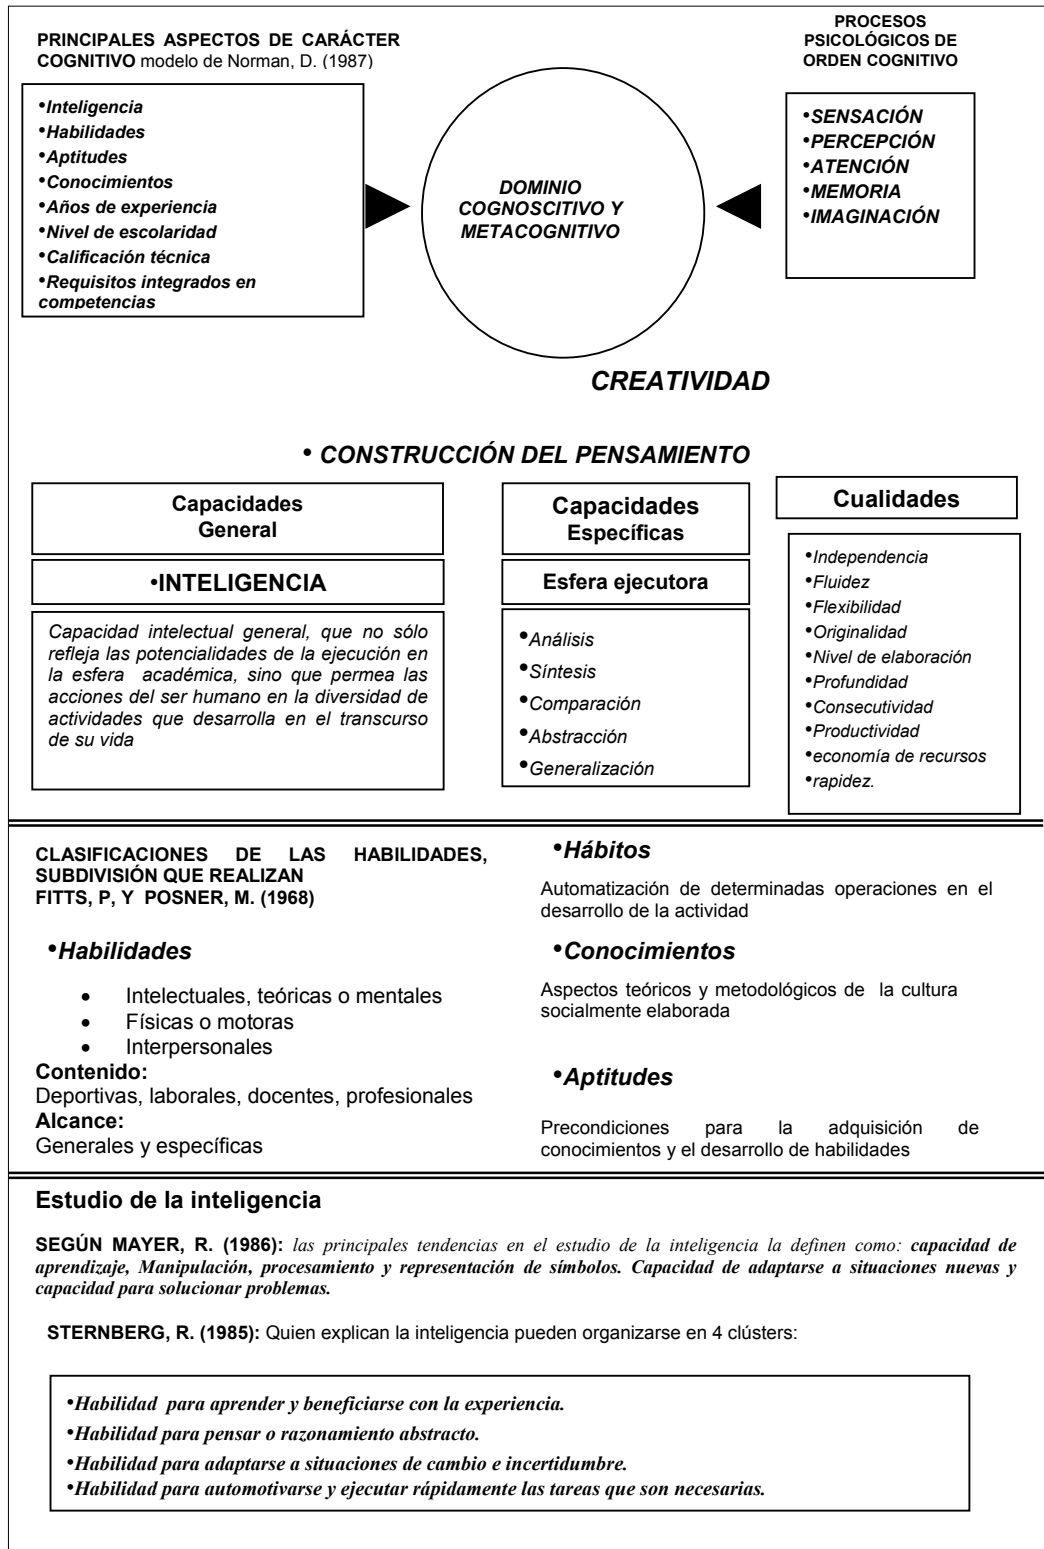 PRINCIPALES ASPECTOS DE CARÁCTER
COGNITIVO modelo de Norman, D. (1987)
•Inteligencia
•Habilidades
•Aptitudes
•Conocimientos
•Años de experiencia
•Nivel de escolaridad
•Calificación técnica
•Requisitos integrados en
competencias
DOMINIO
COGNOSCITIVO Y
METACOGNITIVO
PROCESOS
PSICOLÓGICOS DE
ORDEN COGNITIVO
•SENSACIÓN
•PERCEPCIÓN
•ATENCIÓN
•MEMORIA
•IMAGINACIÓN
CREATIVIDAD
• CONSTRUCCIÓN DEL PENSAMIENTO
Capacidades
General
•INTELIGENCIA
Capacidad intelectual general, que no sólo
refleja las potencialidades de la ejecución en
la esfera académica, sino que permea las
acciones del ser humano en la diversidad de
actividades que desarrolla en el transcurso
de su vida
Capacidades
Específicas
Esfera ejecutora
•Análisis
•Síntesis
•Comparación
•Abstracción
•Generalización
Cualidades
•Independencia
•Fluidez
•Flexibilidad
•Originalidad
•Nivel de elaboración
•Profundidad
•Consecutividad
•Productividad
•economía de recursos
•rapidez.
CLASIFICACIONES DE LAS HABILIDADES,
SUBDIVISIÓN QUE REALIZAN
FITTS, P, Y POSNER, M. (1968)
•Habilidades
• Intelectuales, teóricas o mentales
• Físicas o motoras
• Interpersonales
Contenido:
Deportivas, laborales, docentes, profesionales
Alcance:
Generales y específicas
•Hábitos
Automatización de determinadas operaciones en el
desarrollo de la actividad
•Conocimientos
Aspectos teóricos y metodológicos de la cultura
socialmente elaborada
•Aptitudes
Precondiciones para la adquisición de
conocimientos y el desarrollo de habilidades
Estudio de la inteligencia
SEGÚN MAYER, R. (1986): las principales tendencias en el estudio de la inteligencia la definen como: capacidad de
aprendizaje, Manipulación, procesamiento y representación de símbolos. Capacidad de adaptarse a situaciones nuevas y
capacidad para solucionar problemas.
STERNBERG, R. (1985): Quien explican la inteligencia pueden organizarse en 4 clústers:
•Habilidad para aprender y beneficiarse con la experiencia.
•Habilidad para pensar o razonamiento abstracto.
•Habilidad para adaptarse a situaciones de cambio e incertidumbre.
•Habilidad para automotivarse y ejecutar rápidamente las tareas que son necesarias.